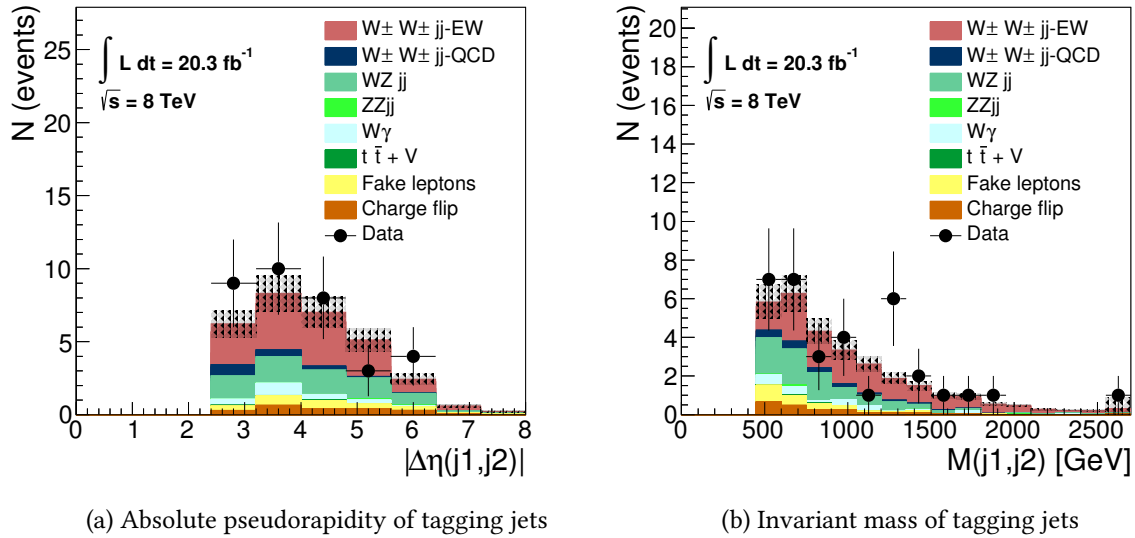 N (events)
25
20
15
10
5
0
0 1 2 3 4 5 6 7 8
|Δη(j1,j2)|
∫ L dt = 20.3 fb⁻¹
√s = 8 TeV
W± W± jj-EW
W± W± jj-QCD
WZ jj
ZZjj
Wγ
t t̄ + V
Fake leptons
Charge flip
Data
(a) Absolute pseudorapidity of tagging jets
N (events)
20
18
16
14
12
10
8
6
4
2
0
0 500 1000 1500 2000 2500
M(j1,j2) [GeV]
∫ L dt = 20.3 fb⁻¹
√s = 8 TeV
W± W± jj-EW
W± W± jj-QCD
WZ jj
ZZjj
Wγ
t t̄ + V
Fake leptons
Charge flip
Data
(b) Invariant mass of tagging jets